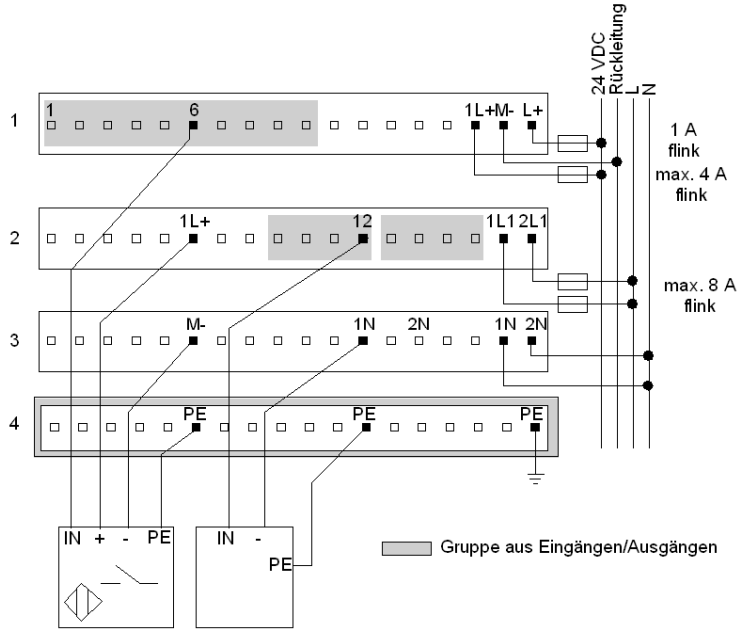 24 VDC
Rückleitung
L
N
1
1
6
1L+
M-
L+
1 A
flink
max. 4 A
flink
2
1L+
12
1L1
2L1
max. 8 A
flink
3
M-
1N
2N
1N
2N
4
PE
PE
PE
IN + - PE
IN -
PE
Gruppe aus Eingängen/Ausgängen